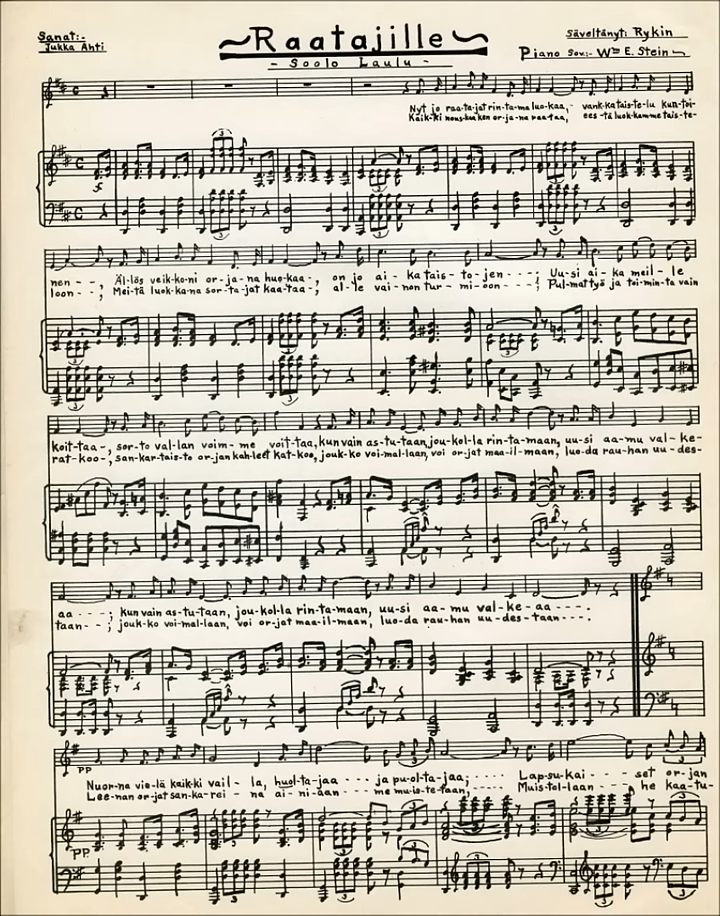 Sanat:-
Jukka Ahti
~Raatajille~
- Soolo Laulu -
Säveltänyt: Rykin
Piano Sov:- Wm E. Stein
Nyt jo raa-ta-jat rin-ta-ma luo-kaa,- vank-ka tais-te-lu kun-toi-
Kaik-ki nous-kaa ken or-ja-na raa-taa, ees-tä luok-kam-me tais-te-
f
nen - -, Äl-lös veik-ko-ni or-ja-na huo-kaa-, on jo ai-ka tais-to-jen - - - -; Uu-si ai-ka meil-le
loon - -, Mei-tä luok-ka-na sor-ta-jat kaa-taa-, al-le vai-non tur-mi-oon - - - -; Pul-mat työ ja toi-min-ta vain
koit-taa-, sor-to val-lan voim-me voit-taa, kun vain as-tu-taan, jou-kol-la rin-ta-maan, uu-si aa-mu val-ke-
rat-koo-, san-kar-tais-to or-jan kah-leet kat-koo, jouk-ko voi-mal-laan, voi or-jat maa-il-maan, luo-da rau-han uu-des-
aa - - - -; kun vain as-tu-taan, jou-kol-la rin-ta-maan, uu-si aa-mu val-ke-aa - - - -.
taan - - -; jouk-ko voi-mal-laan, voi or-jat maa-il-maan, luo-da rau-han uu-des-taan - - - -.
pp
Nuor-na vie-lä kaik-ki vail - - la, huol-ta-jaa - - - ja puol-ta-jaa; - - - - - Lap-su-kai - - - set or-jan
Lee-nan or-jat san-ka-rei - - na ai-ni-aan - - - me muis-te-taan, - - - - - Muis-tel-laan - - - he kaa-tu-
pp.